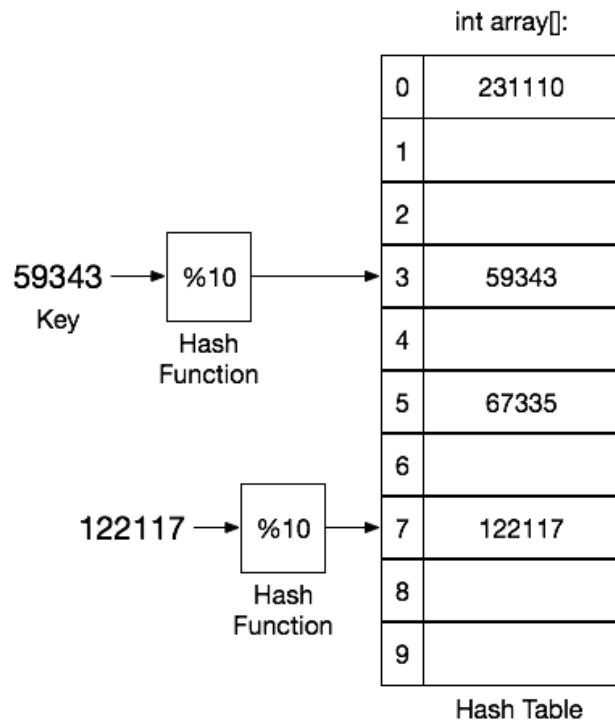 int array[]:
0 231110
1
2
59343 %10 3 59343
Key
Hash
Function
4
5 67335
6
122117 %10 7 122117
Hash
Function
8
9
Hash Table